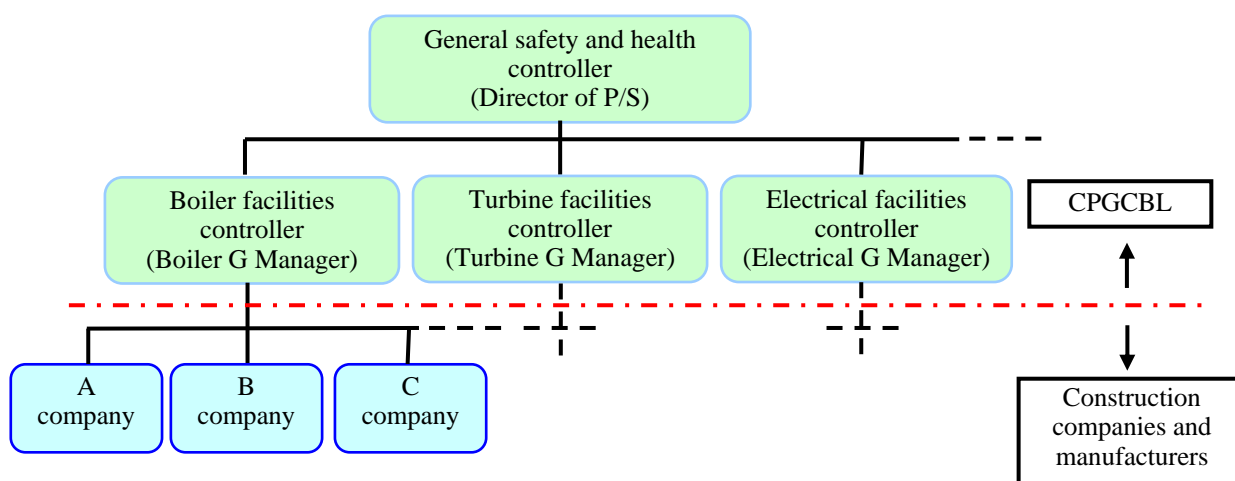 General safety and health
controller
(Director of P/S)
Boiler facilities
controller
(Boiler G Manager)
Turbine facilities
controller
(Turbine G Manager)
Electrical facilities
controller
(Electrical G Manager)
CPGCBL
A
company
B
company
C
company
Construction
companies and
manufacturers